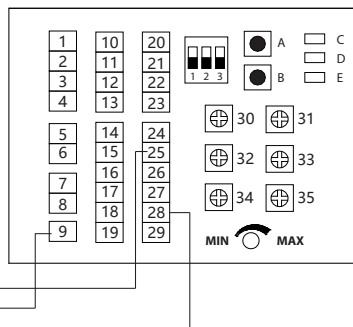 1 10 20 A C
2 11 21 D
3 12 22 1 2 3 B E
4 13 23
30 31
5 14 24
6 15 25
16 26 32 33
7 17 27
8 18 28 34 35
9 19 29 MIN MAX